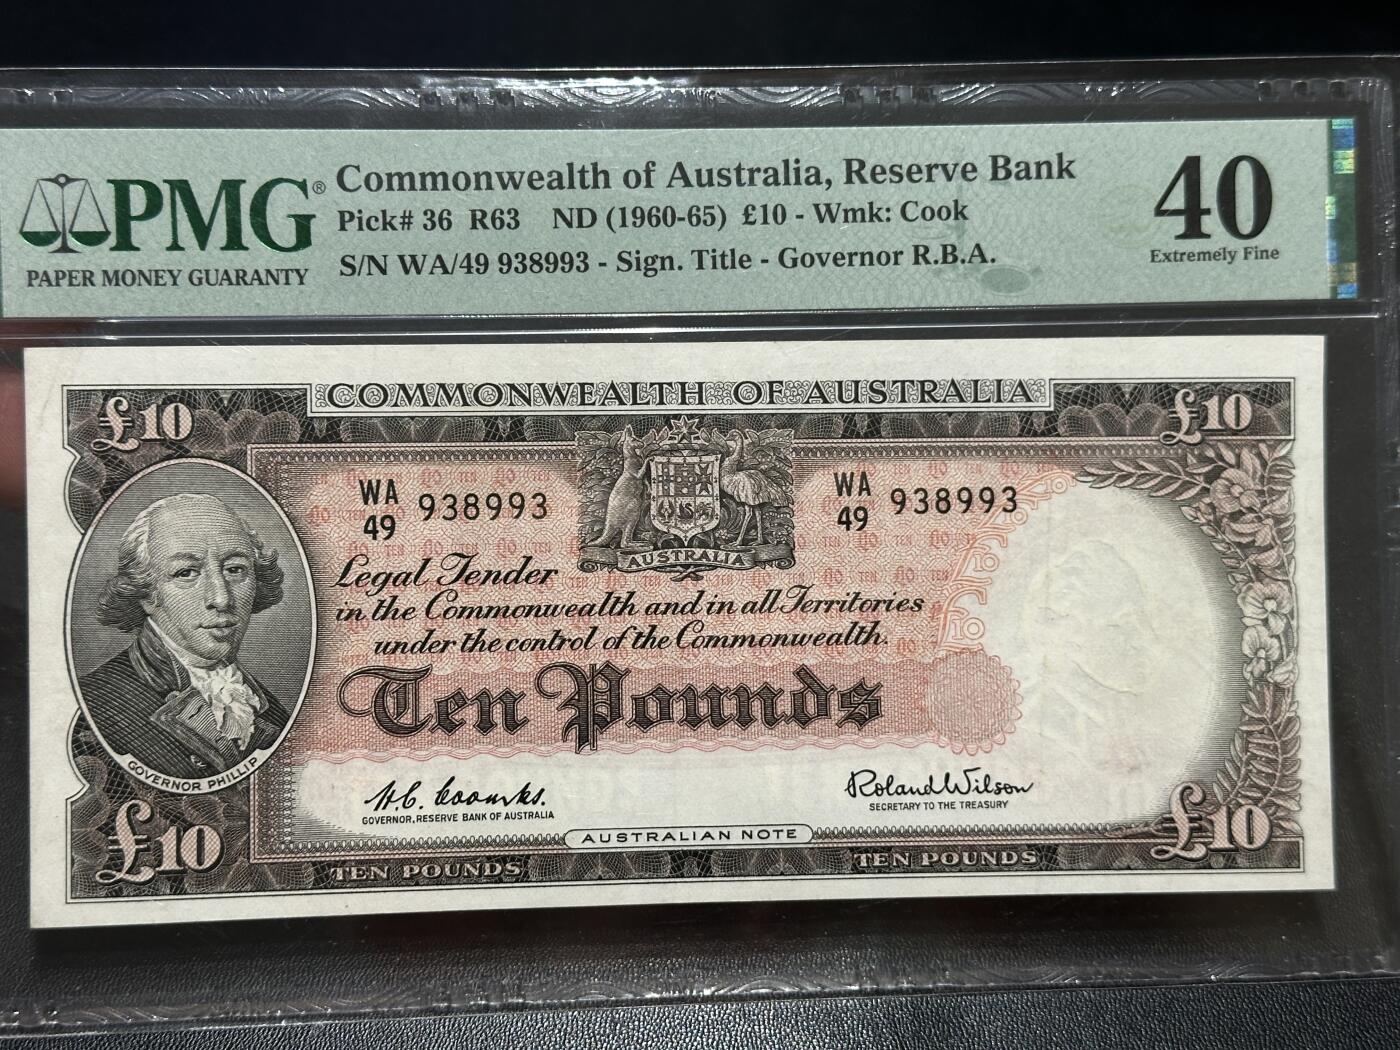 PMG®
PAPER MONEY GUARANTY
Commonwealth of Australia, Reserve Bank
Pick# 36 R63 ND (1960-65) £10 - Wmk: Cook
S/N WA/49 938993 - Sign. Title - Governor R.B.A.
40
Extremely Fine
COMMONWEALTH OF AUSTRALIA
£10
£10
WA
49 938993
WA
49 938993
AUSTRALIA
Legal Tender
in the Commonwealth and in all Territories
under the control of the Commonwealth.
Ten Pounds
GOVERNOR PHILLIP
H.C. Coombs.
GOVERNOR, RESERVE BANK OF AUSTRALIA
Roland Wilson
SECRETARY TO THE TREASURY
AUSTRALIAN NOTE
£10
£10
TEN POUNDS
TEN POUNDS